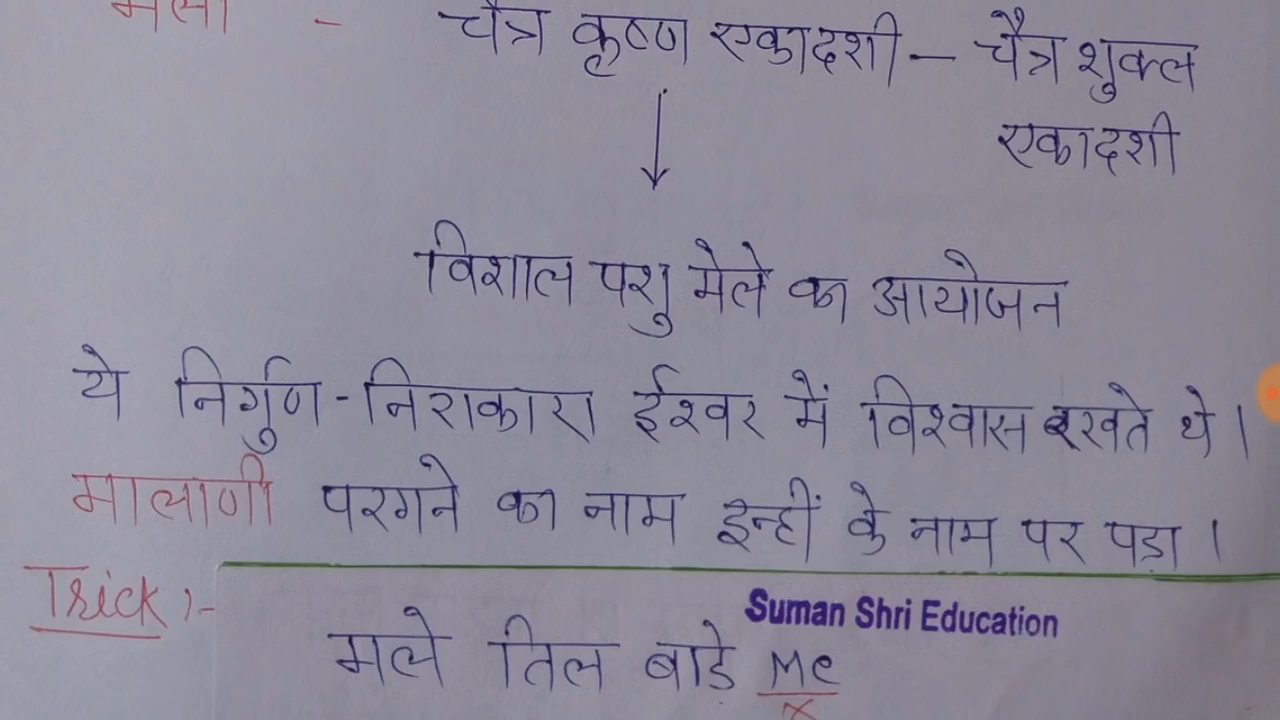 मेला - चैत्र कृष्ण एकादशी - चैत्र शुक्ल
एकादशी
विशाल पशु मेले का आयोजन
ये निर्गुण-निराकारा ईश्वर में विश्वास रखते थे।
मालाणी परगने का नाम इन्हीं के नाम पर पड़ा।
Trick :-
Suman Shri Education
मले तिल बाड़े Me
x